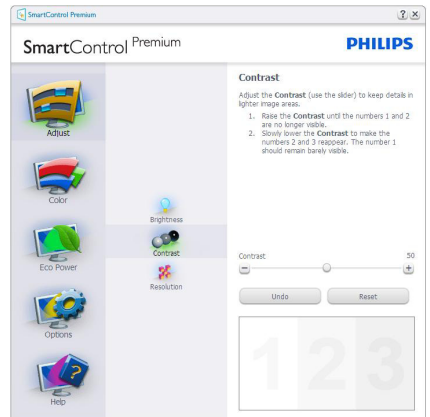 SmartControl Premium
? ×
SmartControl Premium
PHILIPS
Adjust
Color
Eco Power
Options
Help
Brightness
Contrast
Resolution
Contrast
Adjust the Contrast (use the slider) to keep details in
lighter image areas.
1. Raise the Contrast until the numbers 1 and 2
are no longer visible.
2. Slowly lower the Contrast to make the
numbers 2 and 3 reappear. The number 1
should remain barely visible.
Contrast 50
Undo Reset
1 2 3